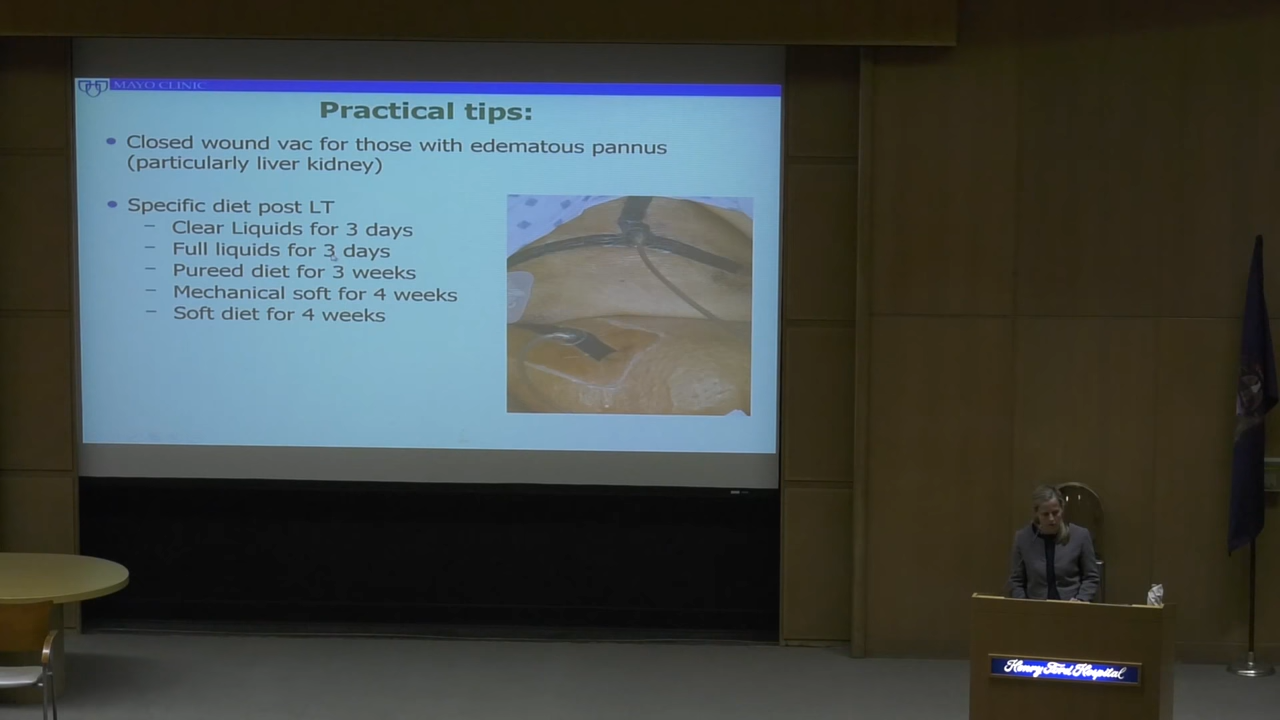 MAYO CLINIC
Practical tips:
• Closed wound vac for those with edematous pannus
(particularly liver kidney)
• Specific diet post LT
– Clear Liquids for 3 days
– Full liquids for 3 days
– Pureed diet for 3 weeks
– Mechanical soft for 4 weeks
– Soft diet for 4 weeks
Henry Ford Hospital